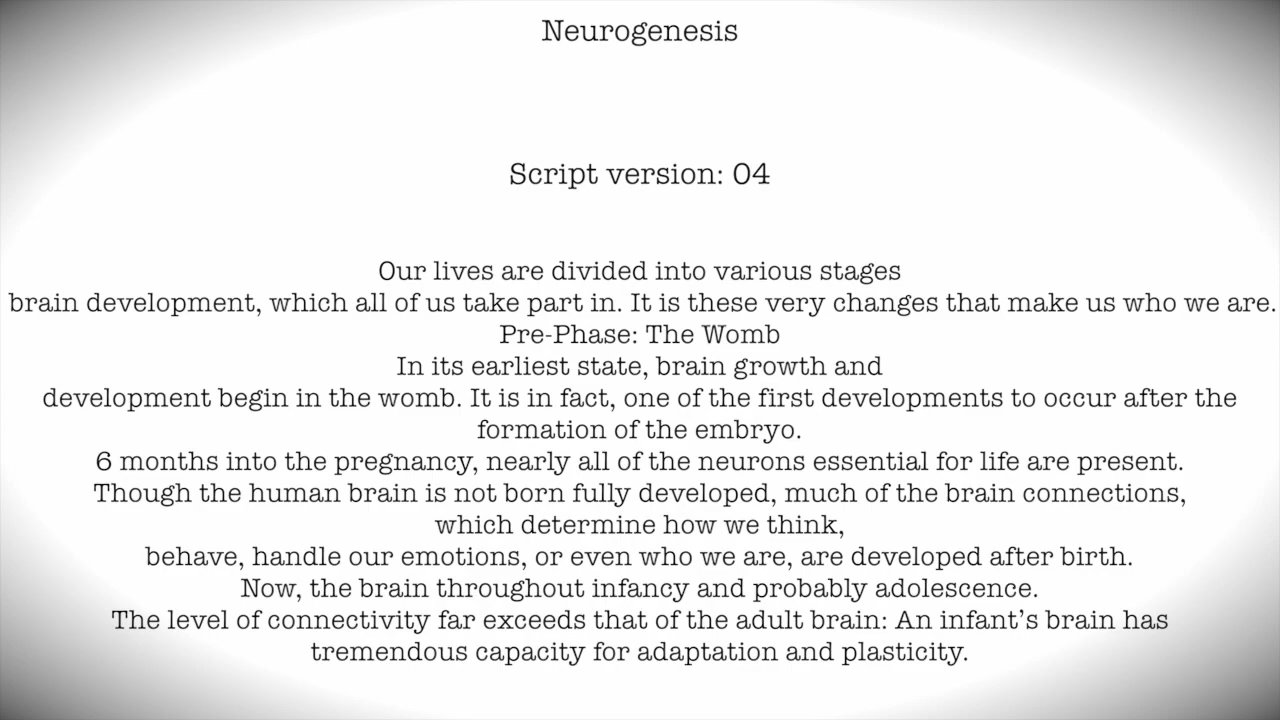 Neurogenesis
Script version: 04
Our lives are divided into various stages
brain development, which all of us take part in. It is these very changes that make us who we are.
Pre-Phase: The Womb
In its earliest state, brain growth and
development begin in the womb. It is in fact, one of the first developments to occur after the
formation of the embryo.
6 months into the pregnancy, nearly all of the neurons essential for life are present.
Though the human brain is not born fully developed, much of the brain connections,
which determine how we think,
behave, handle our emotions, or even who we are, are developed after birth.
Now, the brain throughout infancy and probably adolescence.
The level of connectivity far exceeds that of the adult brain: An infant’s brain has
tremendous capacity for adaptation and plasticity.